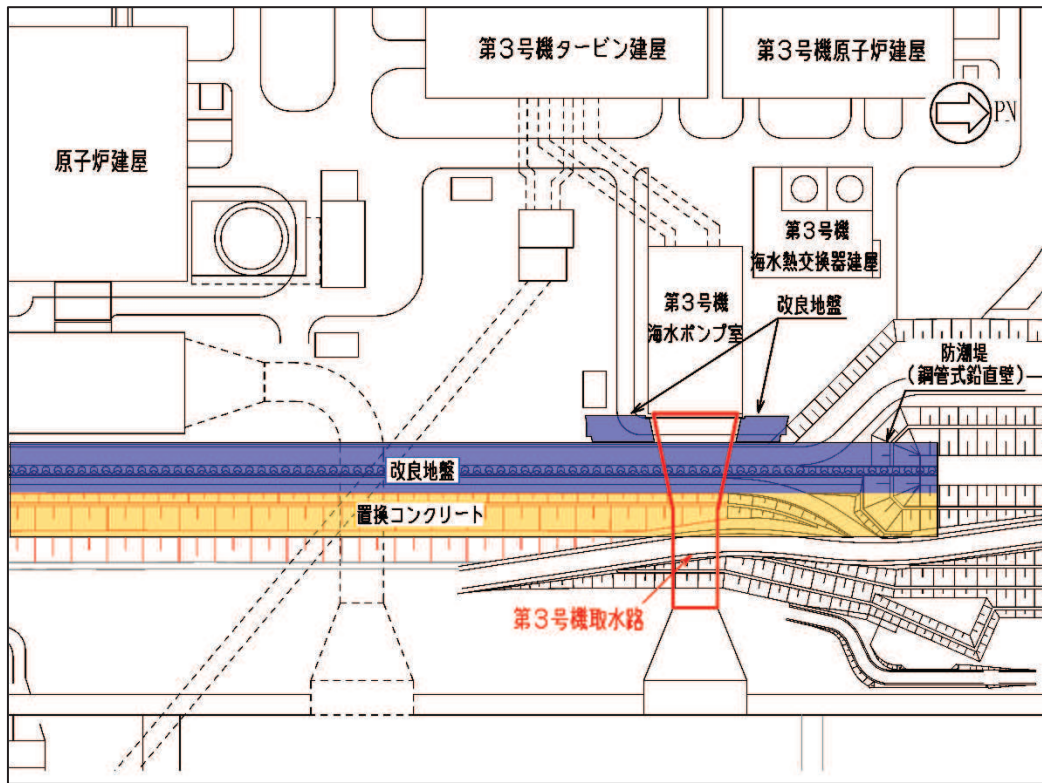 第3号機タービン建屋
第3号機原子炉建屋
PN
原子炉建屋
第3号機
海水熱交換器建屋
第3号機
海水ポンプ室
改良地盤
防潮堤
(鋼管式鉛直壁)
改良地盤
置換コンクリート
第3号機取水路